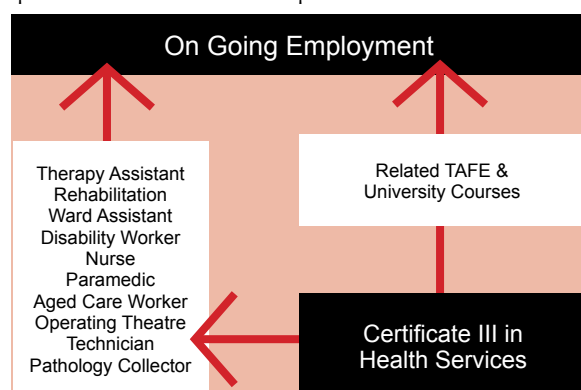 On Going Employment
Therapy Assistant
Rehabilitation
Ward Assistant
Disability Worker
Nurse
Paramedic
Aged Care Worker
Operating Theatre
Technician
Pathology Collector
Related TAFE &
University Courses
Certificate III in
Health Services